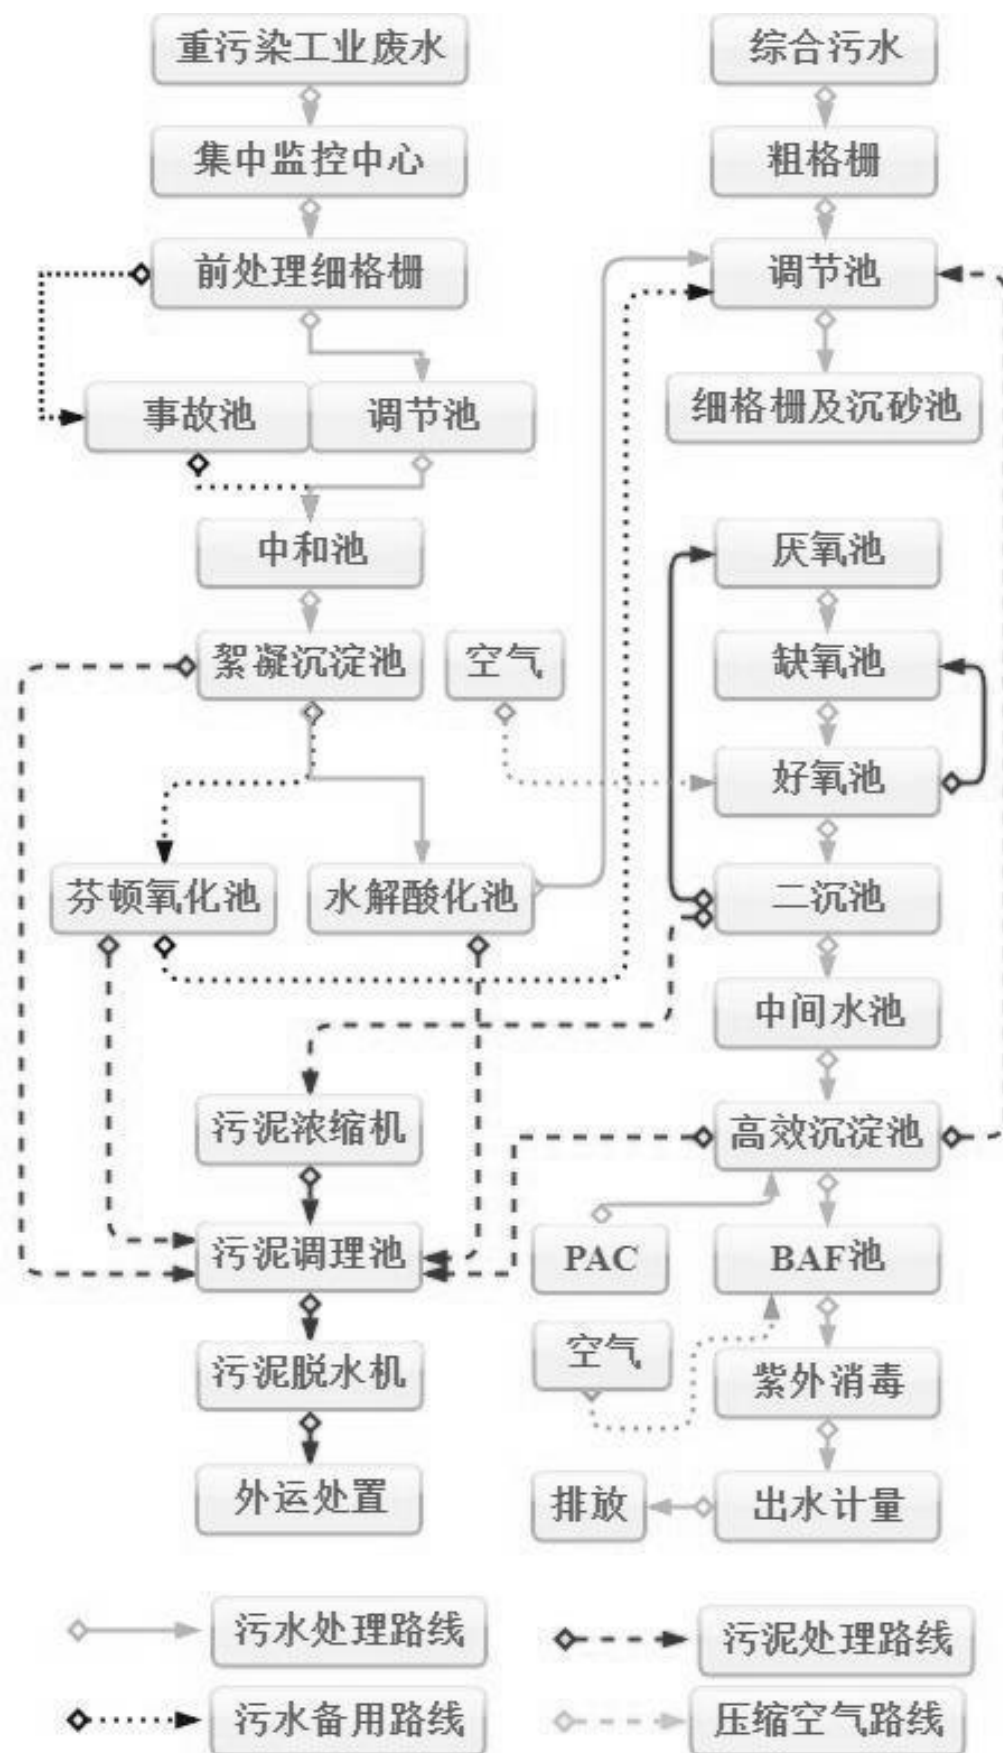 重污染工业废水
综合污水
集中监控中心
粗格栅
前处理细格栅
调节池
事故池
调节池
细格栅及沉砂池
中和池
厌氧池
絮凝沉淀池
空气
缺氧池
好氧池
芬顿氧化池
水解酸化池
二沉池
中间水池
污泥浓缩机
高效沉淀池
污泥调理池
PAC
BAF池
污泥脱水机
空气
紫外消毒
外运处置
排放
出水计量
污水处理路线
污泥处理路线
污水备用路线
压缩空气路线